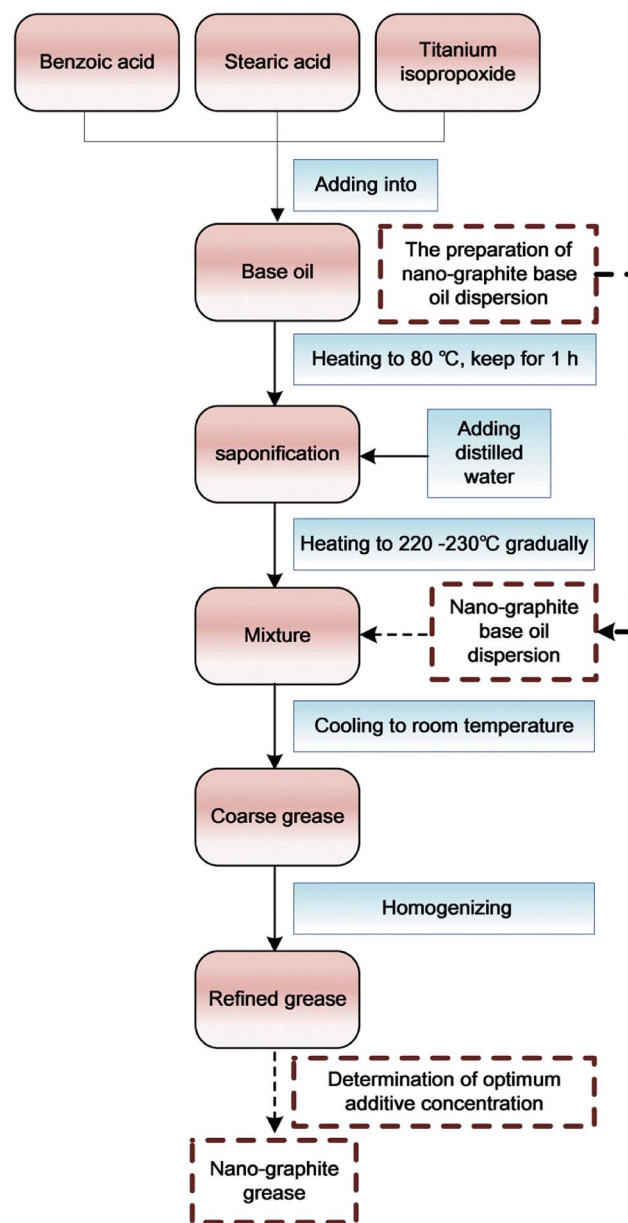 Benzoic acid
Stearic acid
Titanium
isopropoxide
Adding into
Base oil
The preparation of
nano-graphite base
oil dispersion
Heating to 80 ℃, keep for 1 h
saponification
Adding
distilled
water
Heating to 220 -230℃ gradually
Mixture
Nano-graphite
base oil
dispersion
Cooling to room temperature
Coarse grease
Homogenizing
Refined grease
Determination of optimum
additive concentration
Nano-graphite
grease